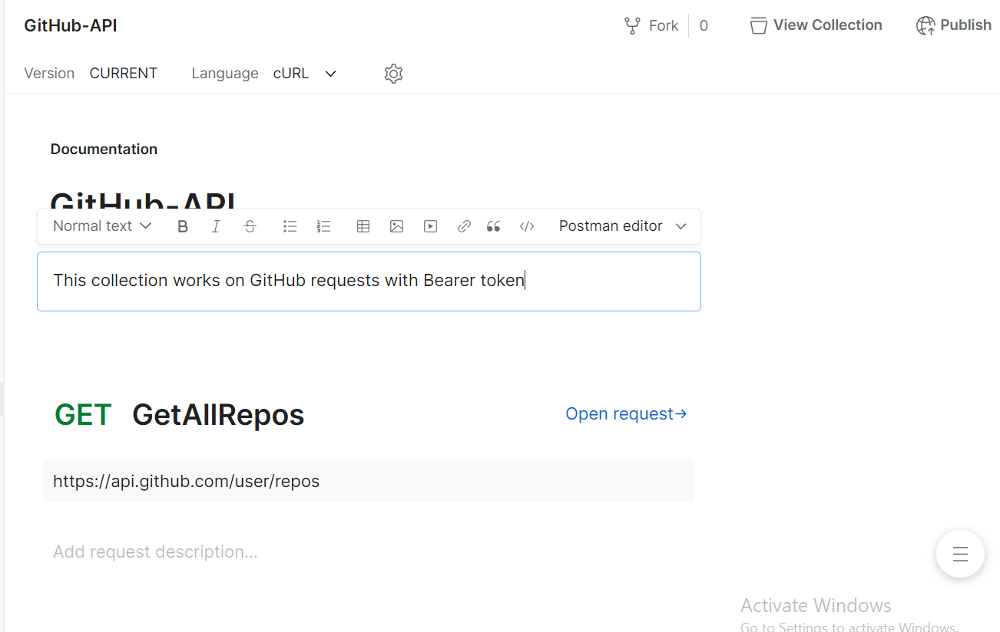 GitHub-API
Fork 0 View Collection Publish
Version CURRENT Language cURL
Documentation
GitHub-API
Normal text B I S Postman editor
This collection works on GitHub requests with Bearer token
GET GetAllRepos Open request→
https://api.github.com/user/repos
Add request description...
Activate Windows
Go to Settings to activate Windows.